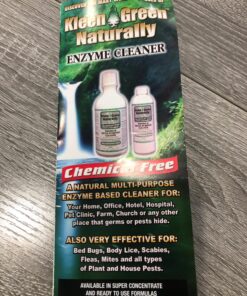 Kleen Green
Naturally
ENZYME CLEANER
Chemical Free
A NATURAL MULTI-PURPOSE
ENZYME BASED CLEANER FOR:
Your Home, Office, Hotel, Hospital,
Pet Clinic, Farm, Church or any other
place that germs or pests hide.
ALSO VERY EFFECTIVE FOR:
Bed Bugs, Body Lice, Scabies,
Fleas, Mites and all types
of Plant and House Pests.
AVAILABLE IN SUPER CONCENTRATE
AND READY TO USE FORMULAS